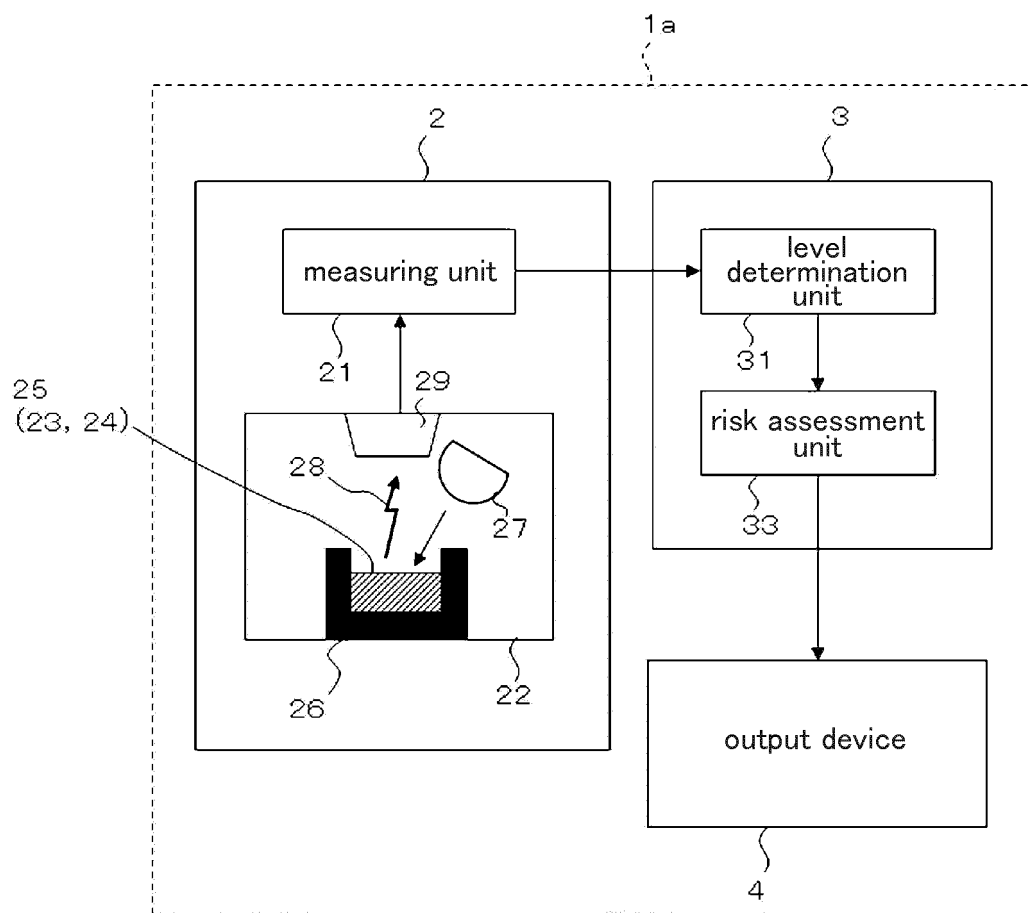 1a
2
3
measuring unit
level
determination
unit
21
31
25
(23, 24)
29
risk assessment
unit
28
27
33
26
22
output device
4